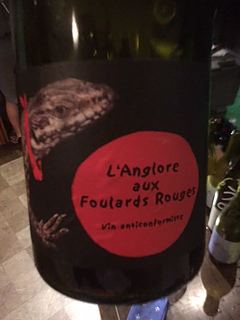 L'Anglore
aux
Foulards Rouges
Vin anticonformiste